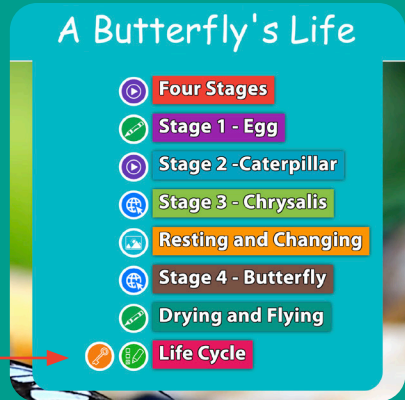 A Butterfly's Life
Four Stages
Stage 1 - Egg
Stage 2 -Caterpillar
Stage 3 - Chrysalis
Resting and Changing
Stage 4 - Butterfly
Drying and Flying
Life Cycle